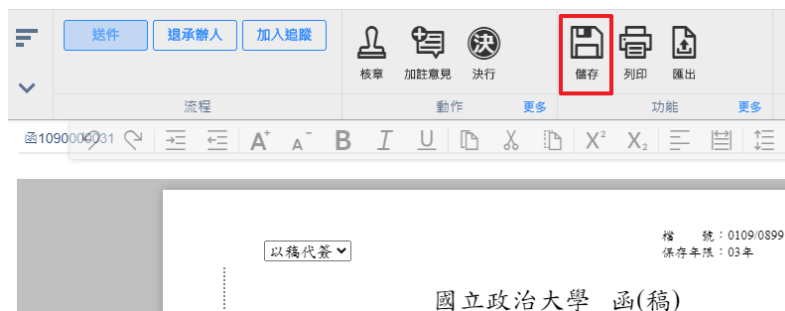 送件 退承辦人 加入追蹤
核章 加註意見 決行 儲存 列印 匯出
決
流程 動作 更多 功能 更多
A+ A- B I U X² X₂
檔 號：0109/0899
以稿代簽
保存年限：03年
國立政治大學 函(稿)